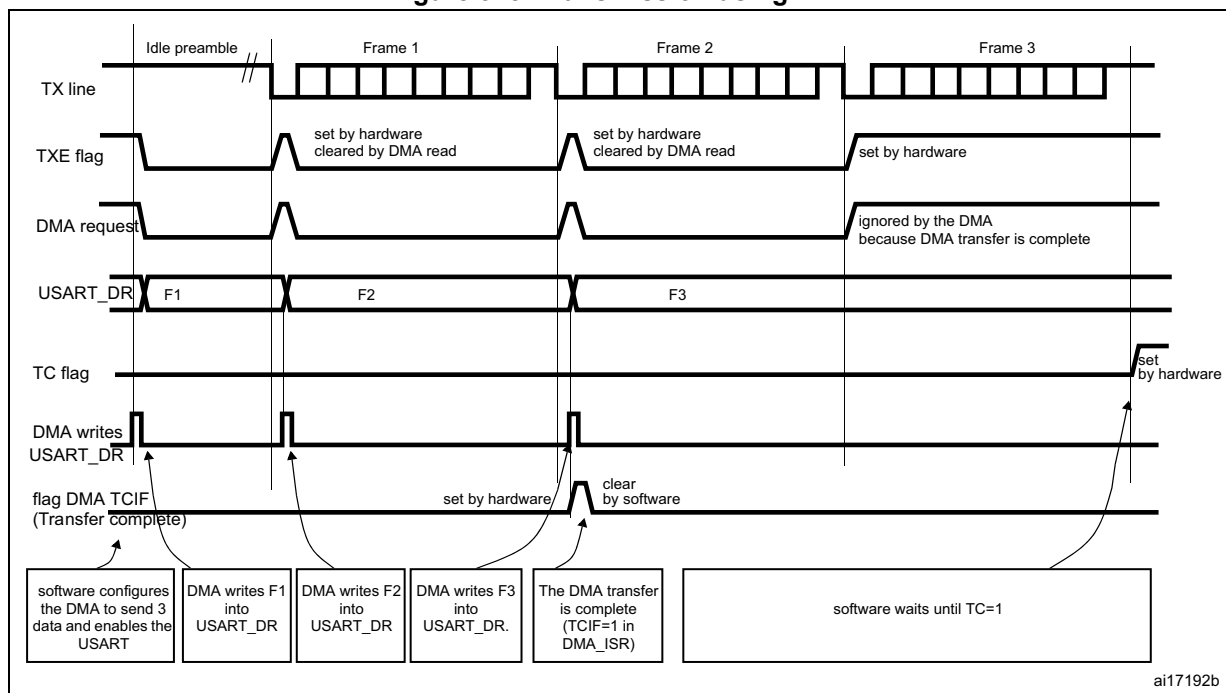 Idle preamble
Frame 1
Frame 2
Frame 3
TX line
TXE flag
set by hardware
cleared by DMA read
set by hardware
cleared by DMA read
set by hardware
DMA request
ignored by the DMA
because DMA transfer is complete
USART_DR
F1
F2
F3
TC flag
set
by hardware
DMA writes
USART_DR
flag DMA TCIF
(Transfer complete)
set by hardware
clear
by software
software configures
the DMA to send 3
data and enables the
USART
DMA writes F1
into
USART_DR
DMA writes F2
into
USART_DR
DMA writes F3
into
USART_DR.
The DMA transfer
is complete
(TCIF=1 in
DMA_ISR)
software waits until TC=1
ai17192b